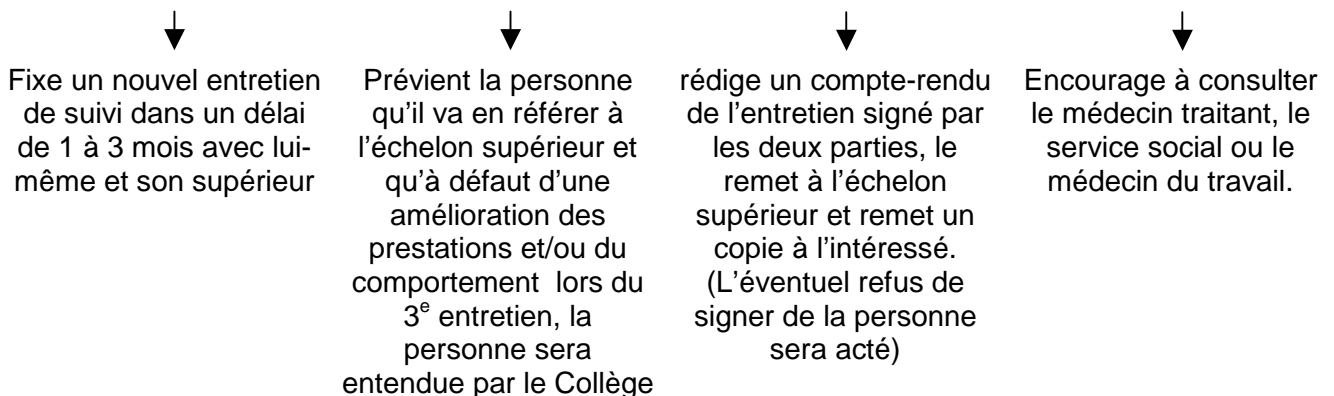 Fixe un nouvel entretien
de suivi dans un délai
de 1 à 3 mois avec lui-
même et son supérieur
Prévient la personne
qu'il va en référer à
l'échelon supérieur et
qu'à défaut d'une
amélioration des
prestations et/ou du
comportement lors du
3e entretien, la
personne sera
entendue par le Collège
rédige un compte-rendu
de l'entretien signé par
les deux parties, le
remet à l'échelon
supérieur et remet un
copie à l'intéressé.
(L'éventuel refus de
signer de la personne
sera acté)
Encourage à consulter
le médecin traitant, le
service social ou le
médecin du travail.